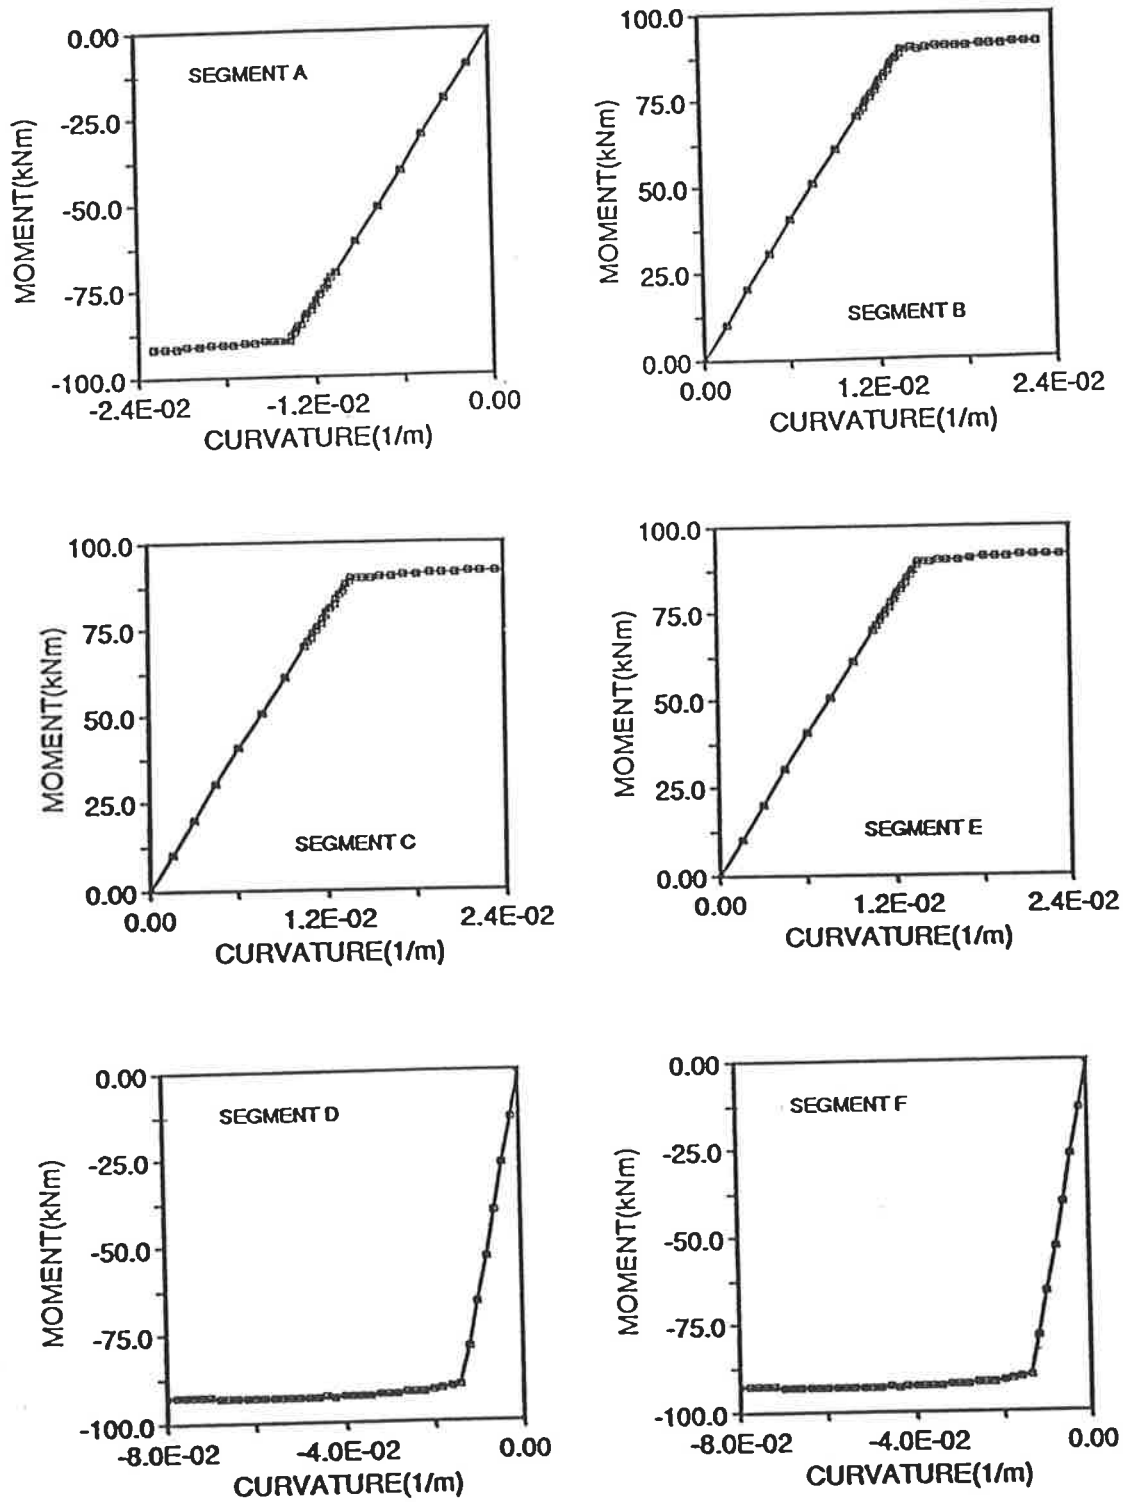 0.00
-25.0
-50.0
-75.0
-100.0
MOMENT(kNm)
SEGMENT A
-2.4E-02 -1.2E-02 0.00
CURVATURE(1/m)
100.0
75.0
50.0
25.0
0.00
MOMENT(kNm)
SEGMENT B
0.00 1.2E-02 2.4E-02
CURVATURE(1/m)
100.0
75.0
50.0
25.0
0.00
MOMENT(kNm)
SEGMENT C
0.00 1.2E-02 2.4E-02
CURVATURE(1/m)
100.0
75.0
50.0
25.0
0.00
MOMENT(kNm)
SEGMENT E
0.00 1.2E-02 2.4E-02
CURVATURE(1/m)
0.00
-25.0
-50.0
-75.0
-100.0
MOMENT(kNm)
SEGMENT D
-8.0E-02 -4.0E-02 0.00
CURVATURE(1/m)
0.00
-25.0
-50.0
-75.0
-100.0
MOMENT(kNm)
SEGMENT F
-8.0E-02 -4.0E-02 0.00
CURVATURE(1/m)